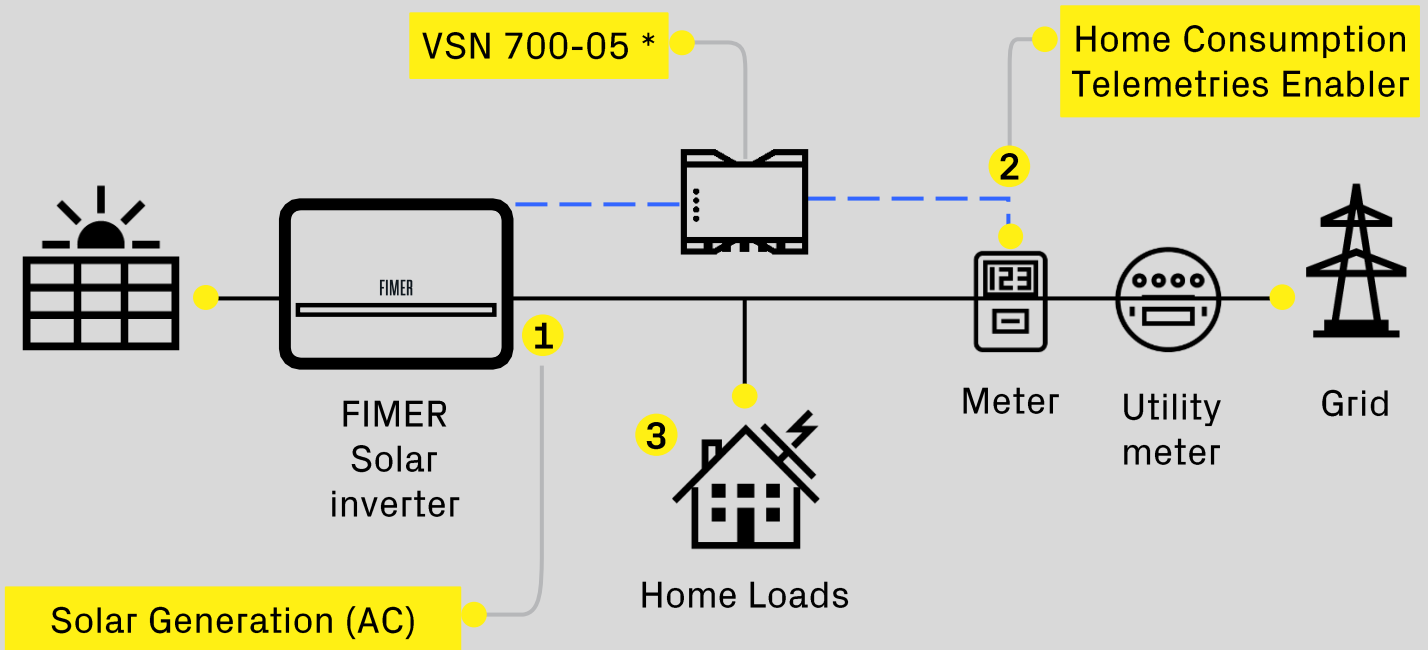 VSN 700-05 *
Home Consumption
Telemetries Enabler
2
123
FIMER
1
FIMER
Solar
inverter
3
Meter
Utility
meter
Grid
Home Loads
Solar Generation (AC)